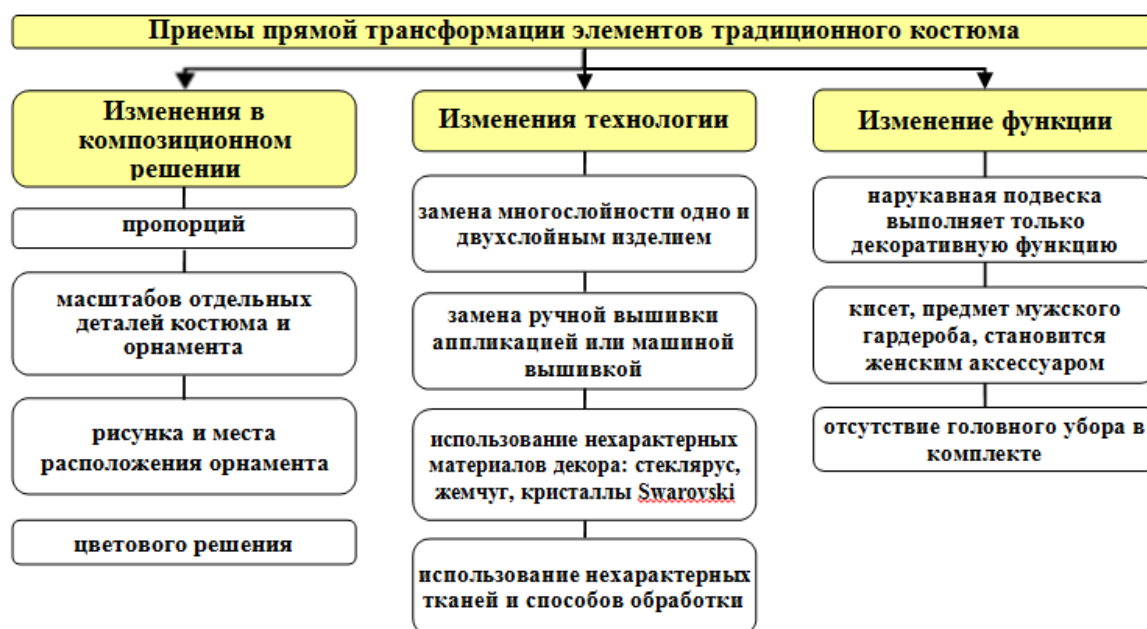 Приемы прямой трансформации элементов традиционного костюма
Изменения в
композиционном
решении
пропорций
масштабов отдельных
деталей костюма и
орнамента
рисунка и места
расположения орнамента
цветового решения
Изменения технологии
замена многослойности одно и
двухслойным изделием
замена ручной вышивки
аппликацией или машиной
вышивкой
использование нехарактерных
материалов декора: стеклярус,
жемчуг, кристаллы Swarovski
использование нехарактерных
тканей и способов обработки
Изменение функции
нарукавная подвеска
выполняет только
декоративную функцию
кисет, предмет мужского
гардероба, становится
женским аксессуаром
отсутствие головного убора в
комплекте